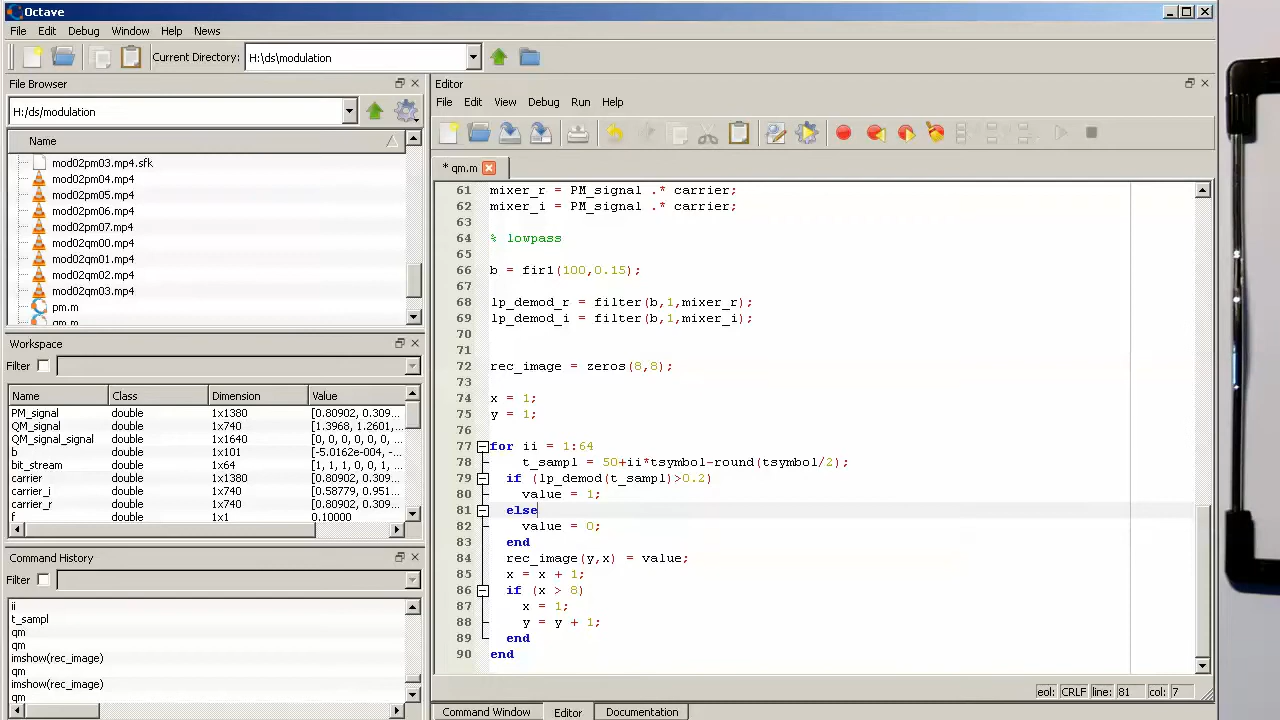 Octave
File Edit Debug Window Help News
Current Directory: H:\ds\modulation
File Browser
H:/ds/modulation
Name
mod02pm03.mp4.sfk
mod02pm04.mp4
mod02pm05.mp4
mod02pm06.mp4
mod02pm07.mp4
mod02qm00.mp4
mod02qm01.mp4
mod02qm02.mp4
mod02qm03.mp4
pm.m
qm.m
Workspace
Filter
Name Class Dimension Value
PM_signal double 1x1380 [0.80902, 0.309...
QM_signal double 1x740 [1.3968, 1.2601...
QM_signal_signal double 1x1640 [0, 0, 0, 0, 0, 0...
b double 1x101 [-5.0162e-004, -...
bit_stream double 1x64 [1, 1, 1, 0, 0, 1...
carrier double 1x1380 [0.80902, 0.309...
carrier_i double 1x740 [0.58779, 0.951...
carrier_r double 1x740 [0.80902, 0.309...
f double 1x1 0.10000
Command History
Filter
ii
t_sampl
qm
qm
imshow(rec_image)
qm
imshow(rec_image)
qm
Editor
File Edit View Debug Run Help
* qm.m
61 mixer_r = PM_signal .* carrier;
62 mixer_i = PM_signal .* carrier;
63
64 % lowpass
65
66 b = fir1(100,0.15);
67
68 lp_demod_r = filter(b,1,mixer_r);
69 lp_demod_i = filter(b,1,mixer_i);
70
71
72 rec_image = zeros(8,8);
73
74 x = 1;
75 y = 1;
76
77 for ii = 1:64
78 t_sampl = 50+ii*tsymbol-round(tsymbol/2);
79 if (lp_demod(t_sampl)>0.2)
80 value = 1;
81 else
82 value = 0;
83 end
84 rec_image(y,x) = value;
85 x = x + 1;
86 if (x > 8)
87 x = 1;
88 y = y + 1;
89 end
90 end
eol: CRLF line: 81 col: 7
Command Window Editor Documentation